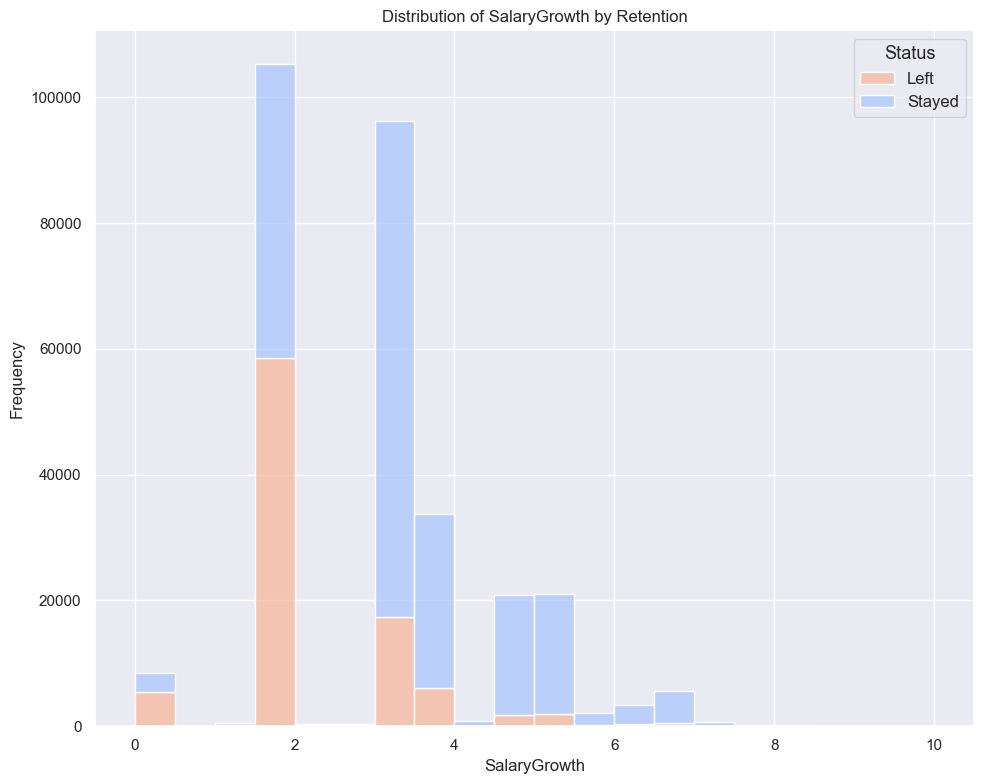 Distribution of SalaryGrowth by Retention
Status
Left
Stayed
100000
80000
60000
40000
20000
0
Frequency
0 2 4 6 8 10
SalaryGrowth